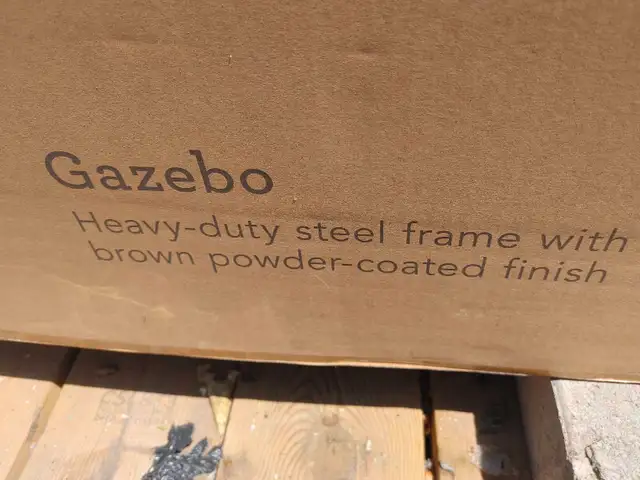 Gazebo
Heavy-duty steel frame with
brown powder-coated finish